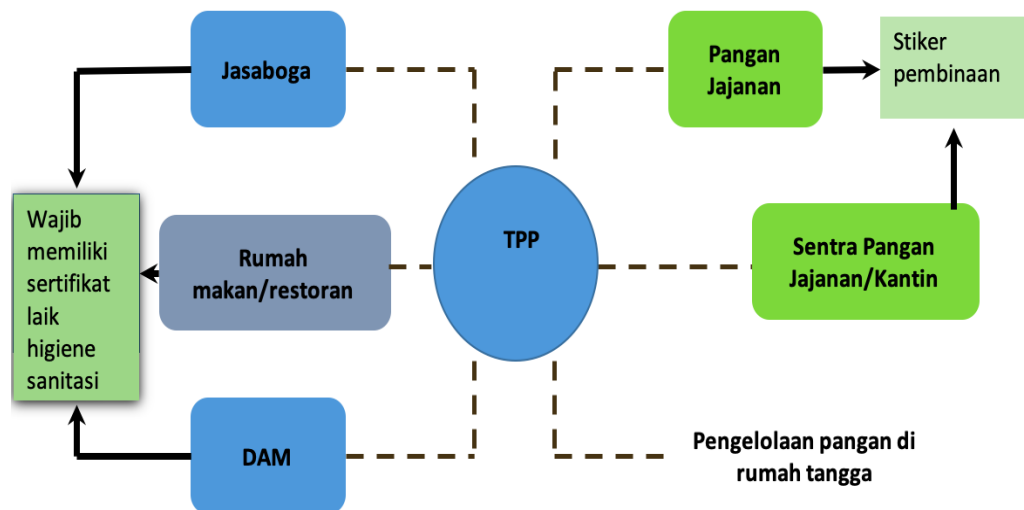 Jasaboga
Pangan
Jajanan
Stiker
pembinaan
Wajib
memiliki
sertifikat
laik
higiene
sanitasi
Rumah
makan/restoran
TPP
Sentra Pangan
Jajanan/Kantin
DAM
Pengelolaan pangan di
rumah tangga